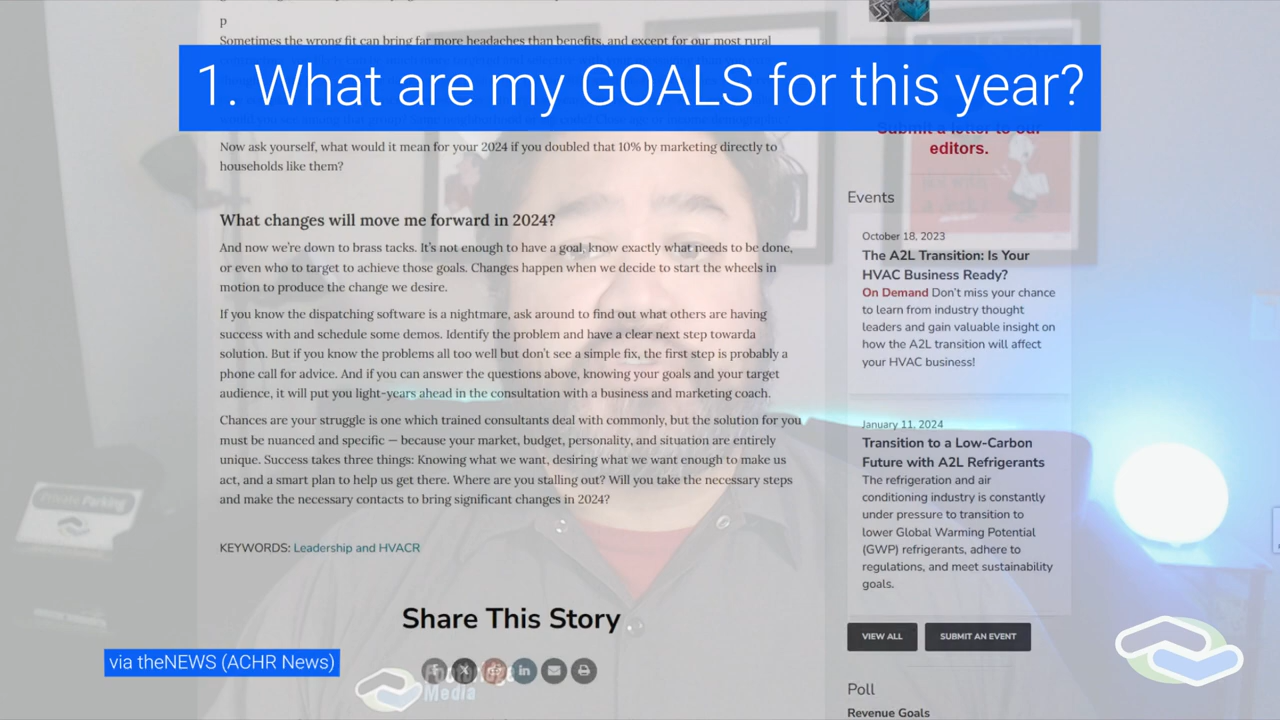 p
Sometimes the wrong fit can bring far more headaches than benefits, and except for our most rural
1. What are my GOALS for this year?
Now ask yourself, what would it mean for your 2024 if you doubled that 10% by marketing directly to
households like them?
What changes will move me forward in 2024?
And now we're down to brass tacks. It's not enough to have a goal, know exactly what needs to be done,
or even who to target to achieve those goals. Changes happen when we decide to start the wheels in
motion to produce the change we desire.
If you know the dispatching software is a nightmare, ask around to find out what others are having
success with and schedule some demos. Identify the problem and have a clear next step towarda
solution. But if you know the problems all too well but don't see a simple fix, the first step is probably a
phone call for advice. And if you can answer the questions above, knowing your goals and your target
audience, it will put you light-years ahead in the consultation with a business and marketing coach.
Chances are your struggle is one which trained consultants deal with commonly, but the solution for you
must be nuanced and specific — because your market, budget, personality, and situation are entirely
unique. Success takes three things: Knowing what we want, desiring what we want enough to make us
act, and a smart plan to help us get there. Where are you stalling out? Will you take the necessary steps
and make the necessary contacts to bring significant changes in 2024?
KEYWORDS: Leadership and HVACR
Share This Story
via theNEWS (ACHR News)
Media
Submit a letter to our
editors.
Events
October 18, 2023
The A2L Transition: Is Your
HVAC Business Ready?
On Demand Don't miss your chance
to learn from industry thought
leaders and gain valuable insight on
how the A2L transition will affect
your HVAC business!
January 11, 2024
Transition to a Low-Carbon
Future with A2L Refrigerants
The refrigeration and air
conditioning industry is constantly
under pressure to transition to
lower Global Warming Potential
(GWP) refrigerants, adhere to
regulations, and meet sustainability
goals.
VIEW ALL
SUBMIT AN EVENT
Poll
Revenue Goals
Private Parking